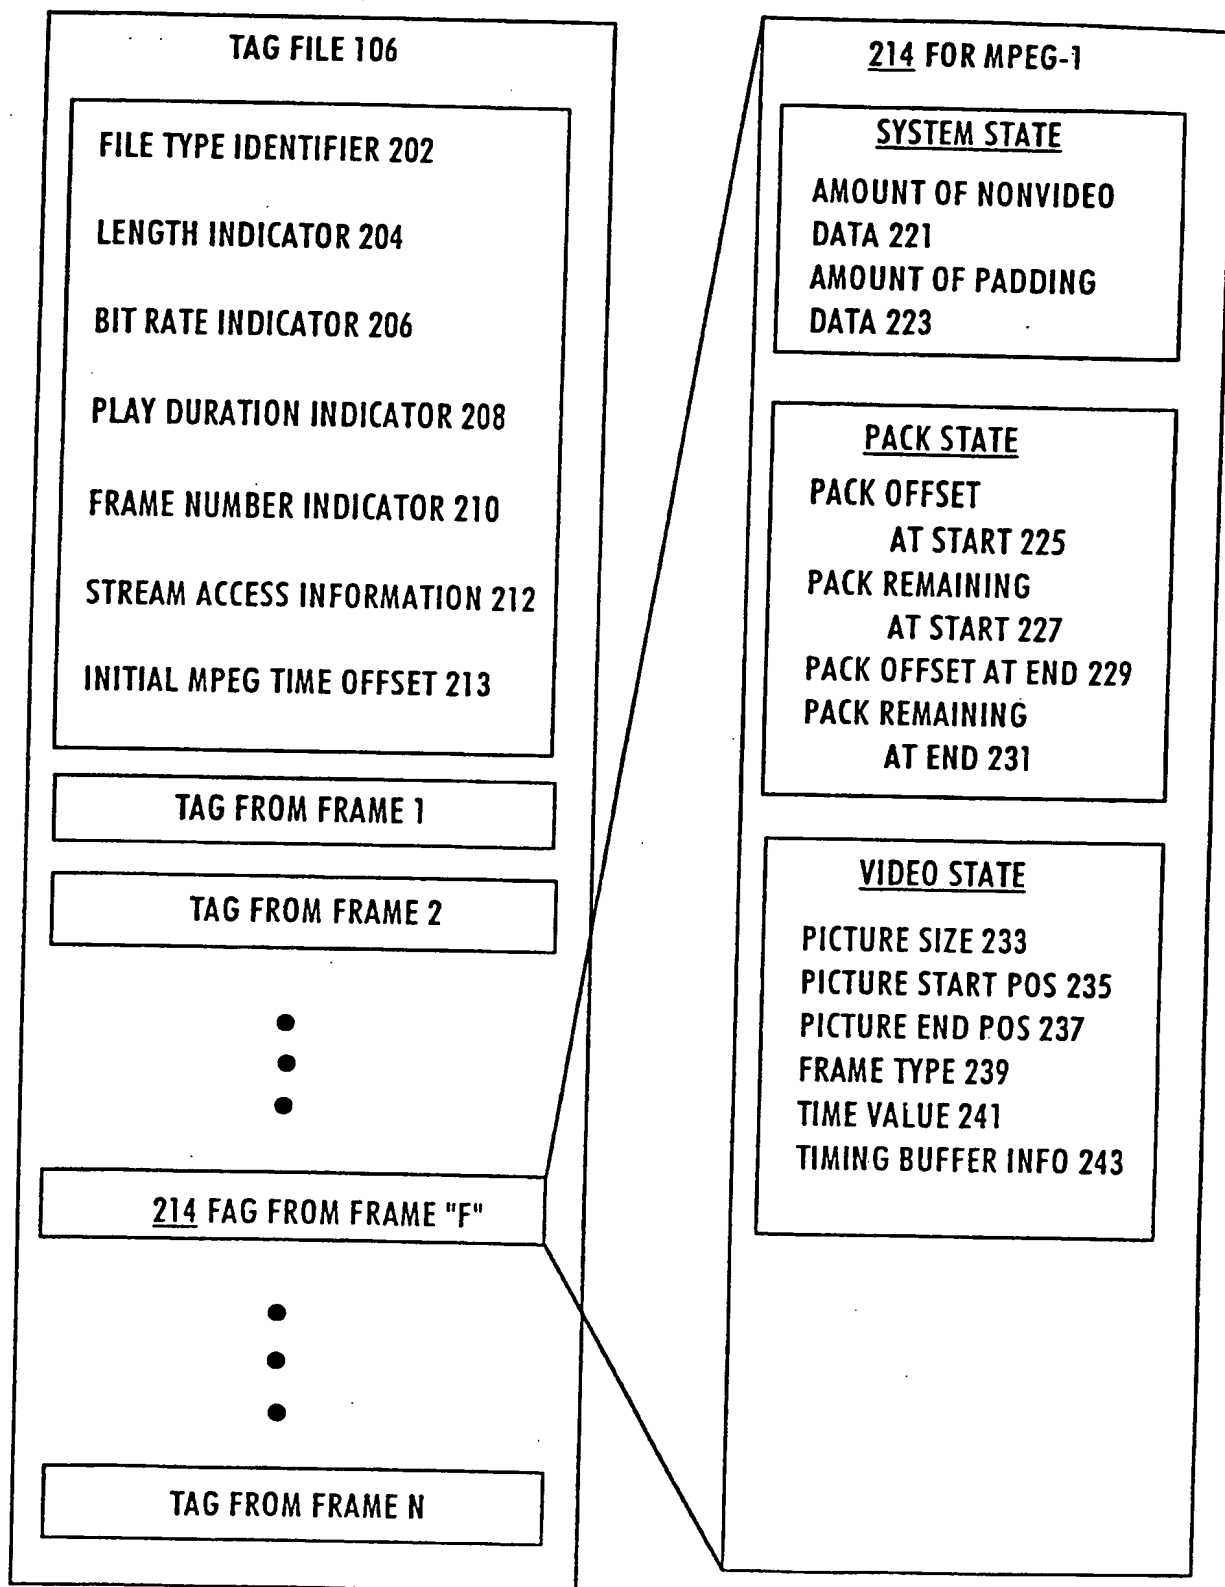 TAG FILE 106
FILE TYPE IDENTIFIER 202
LENGTH INDICATOR 204
BIT RATE INDICATOR 206
PLAY DURATION INDICATOR 208
FRAME NUMBER INDICATOR 210
STREAM ACCESS INFORMATION 212
INITIAL MPEG TIME OFFSET 213
TAG FROM FRAME 1
TAG FROM FRAME 2
214 FAG FROM FRAME "F"
TAG FROM FRAME N
214 FOR MPEG-1
SYSTEM STATE
AMOUNT OF NONVIDEO
DATA 221
AMOUNT OF PADDING
DATA 223
PACK STATE
PACK OFFSET
AT START 225
PACK REMAINING
AT START 227
PACK OFFSET AT END 229
PACK REMAINING
AT END 231
VIDEO STATE
PICTURE SIZE 233
PICTURE START POS 235
PICTURE END POS 237
FRAME TYPE 239
TIME VALUE 241
TIMING BUFFER INFO 243